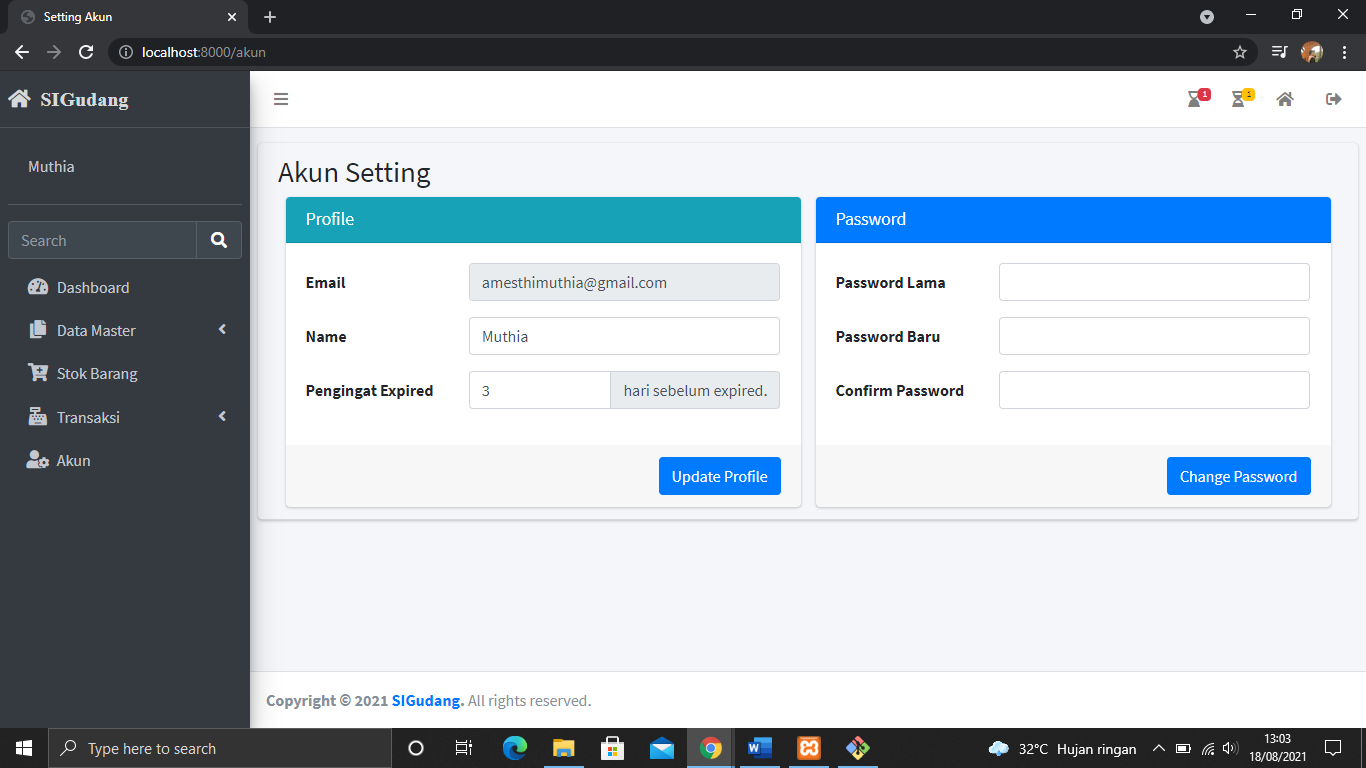 Setting Akun
localhost:8000/akun
SIGudang
1 1
Muthia
Search
Dashboard
Data Master
Stok Barang
Transaksi
Akun
Akun Setting
Profile
Email amesthimuthia@gmail.com
Name Muthia
Pengingat Expired 3 hari sebelum expired.
Update Profile
Password
Password Lama
Password Baru
Confirm Password
Change Password
Copyright © 2021 SIGudang. All rights reserved.
Type here to search
32°C Hujan ringan
13:03
18/08/2021